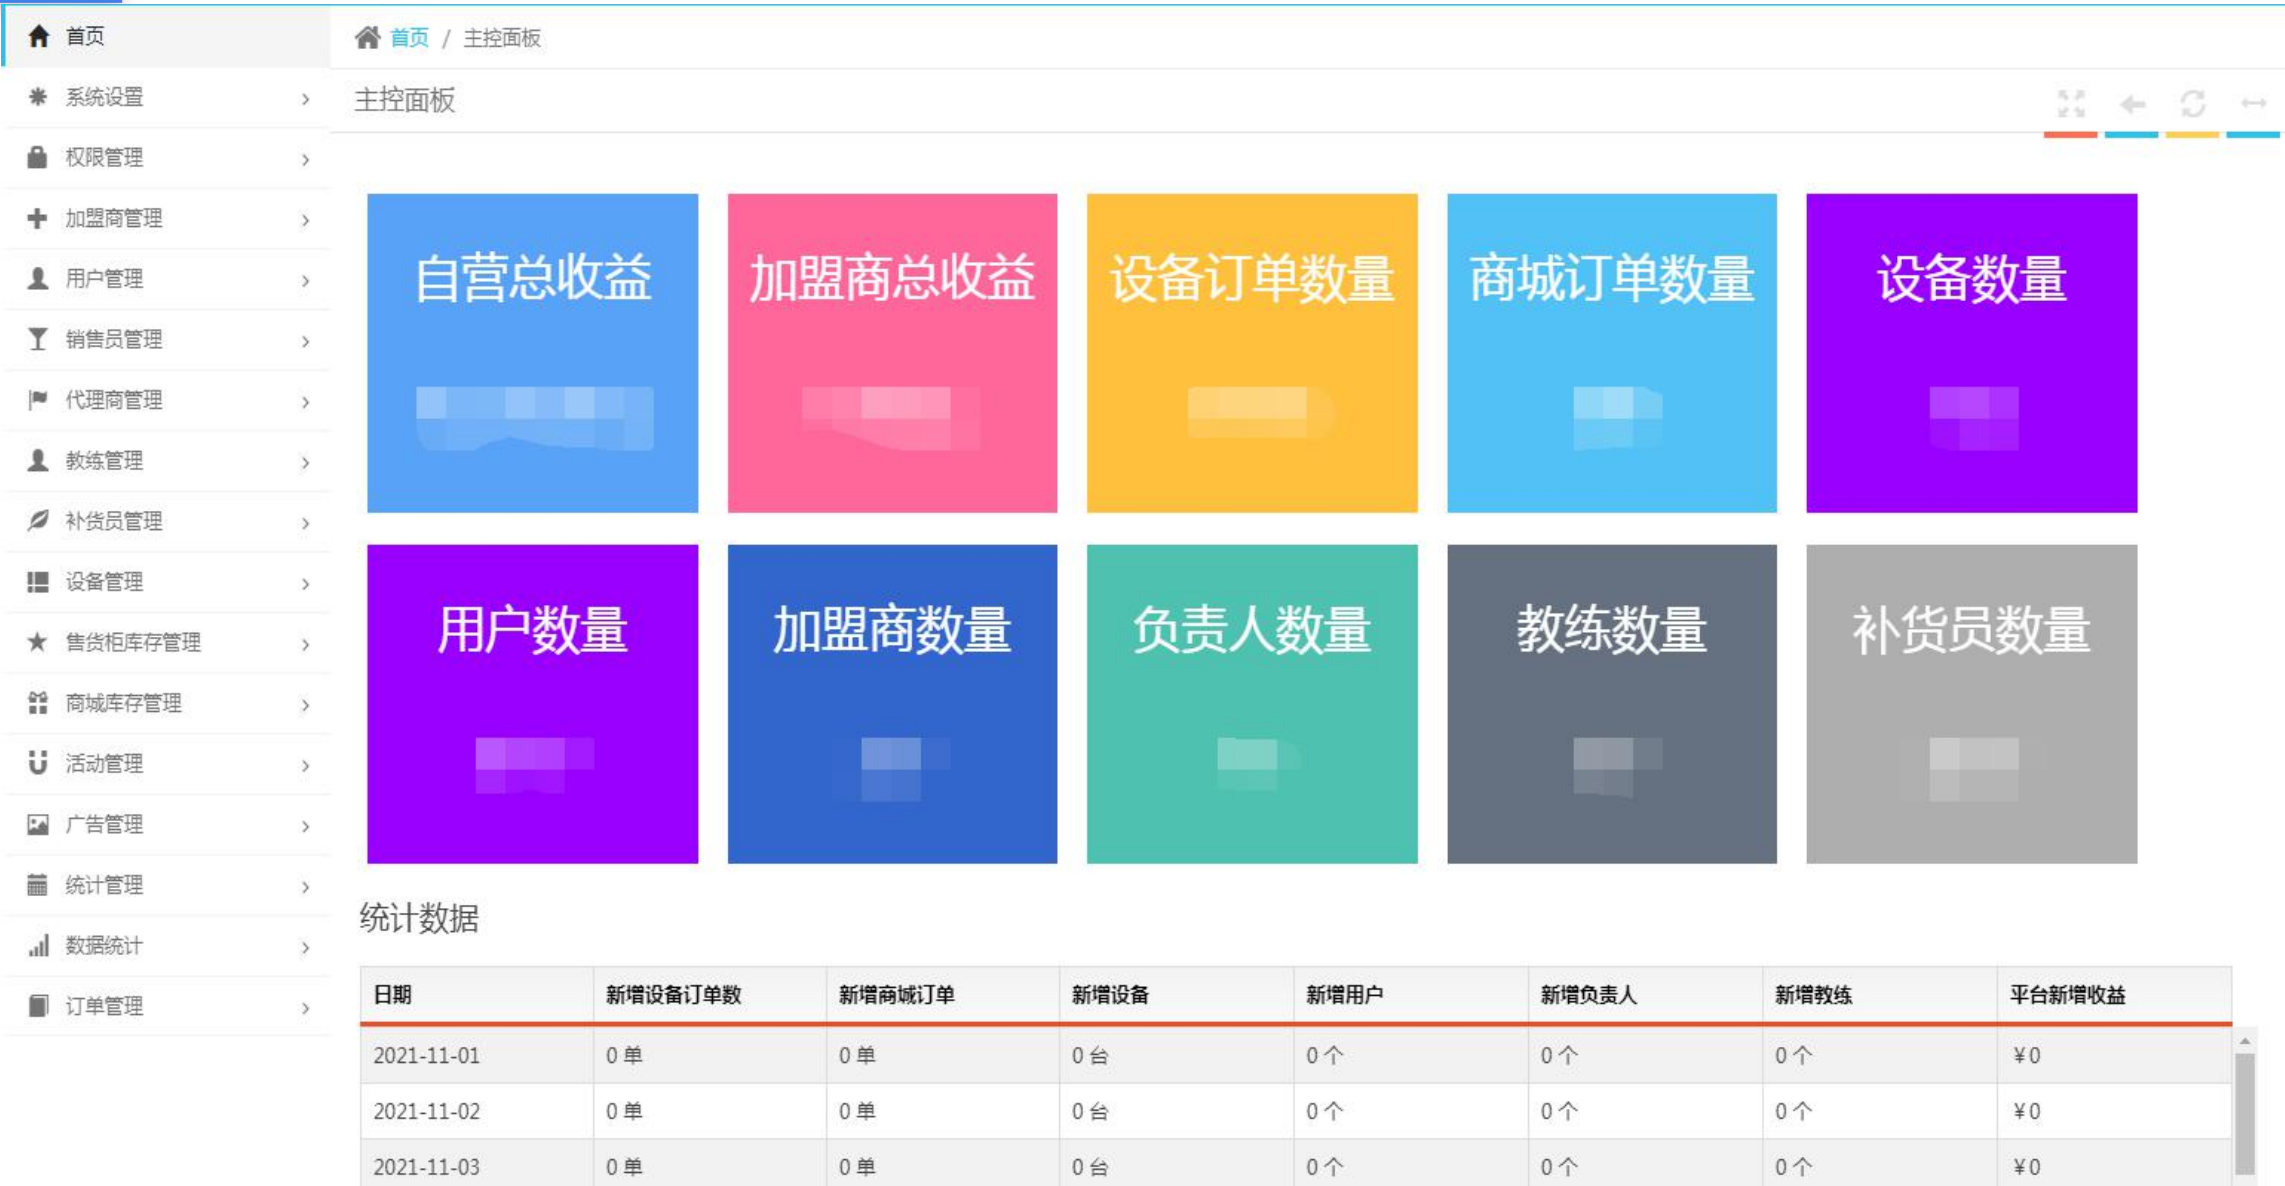 首页
系统设置
权限管理
加盟商管理
用户管理
销售员管理
代理商管理
教练管理
补货员管理
设备管理
售货柜库存管理
商城库存管理
活动管理
广告管理
统计管理
数据统计
订单管理
首页 / 主控面板
主控面板
自营总收益
加盟商总收益
设备订单数量
商城订单数量
设备数量
用户数量
加盟商数量
负责人数量
教练数量
补货员数量
统计数据
日期 新增设备订单数 新增商城订单 新增设备 新增用户 新增负责人 新增教练 平台新增收益
2021-11-01 0 单 0 单 0 台 0 个 0 个 0 个 ¥ 0
2021-11-02 0 单 0 单 0 台 0 个 0 个 0 个 ¥ 0
2021-11-03 0 单 0 单 0 台 0 个 0 个 0 个 ¥ 0